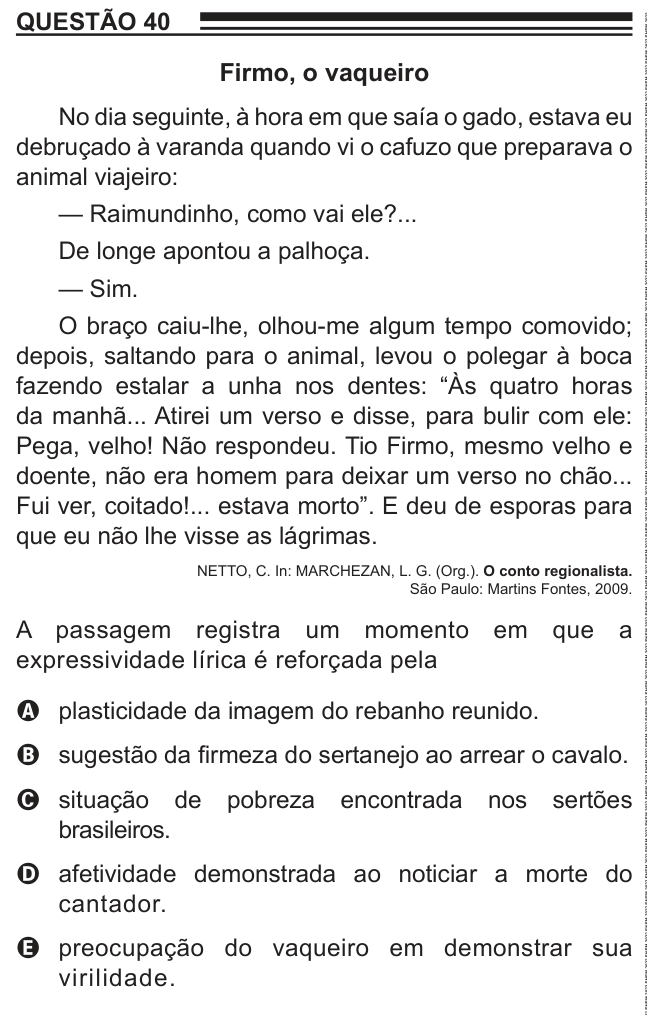 QUESTÃO 40
Firmo, o vaqueiro
No dia seguinte, à hora em que saía o gado, estava eu
debruçado à varanda quando vi o cafuzo que preparava o
animal viajeiro:
— Raimundinho, como vai ele?...
De longe apontou a palhoça.
— Sim.
O braço caiu-lhe, olhou-me algum tempo comovido;
depois, saltando para o animal, levou o polegar à boca
fazendo estalar a unha nos dentes: “Às quatro horas
da manhã... Atirei um verso e disse, para bulir com ele:
Pega, velho! Não respondeu. Tio Firmo, mesmo velho e
doente, não era homem para deixar um verso no chão...
Fui ver, coitado!... estava morto”. E deu de esporas para
que eu não lhe visse as lágrimas.
NETTO, C. In: MARCHEZAN, L. G. (Org.). O conto regionalista.
São Paulo: Martins Fontes, 2009.
A passagem registra um momento em que a
expressividade lírica é reforçada pela
A plasticidade da imagem do rebanho reunido.
B sugestão da firmeza do sertanejo ao arrear o cavalo.
C situação de pobreza encontrada nos sertões
brasileiros.
D afetividade demonstrada ao noticiar a morte do
cantador.
E preocupação do vaqueiro em demonstrar sua
virilidade.